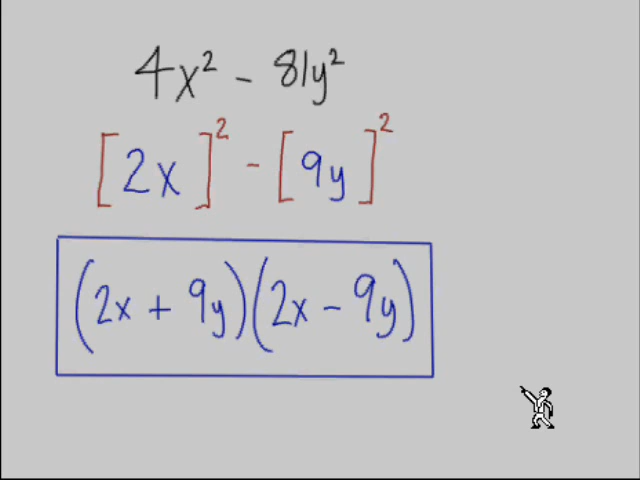 4x² - 81y²
[2x]² - [9y]²
(2x + 9y)(2x - 9y)